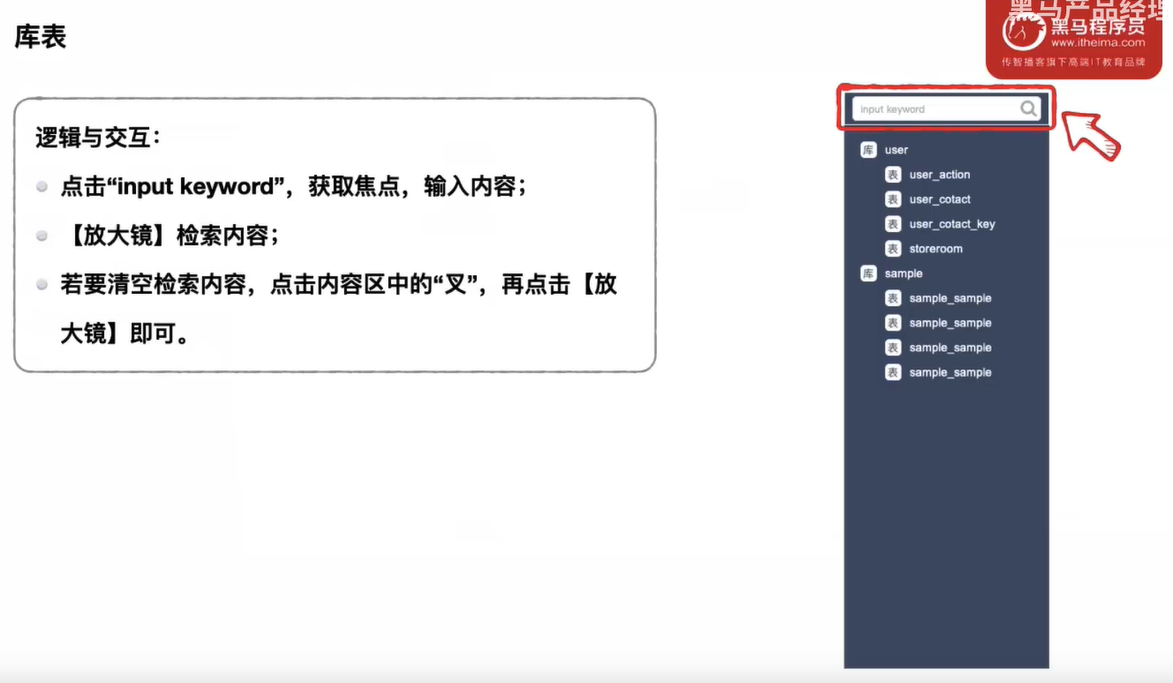 库表
黑马产品经理
黑马程序员
www.itheima.com
传智播客旗下高端IT教育品牌
逻辑与交互：
点击“input keyword”，获取焦点，输入内容；
【放大镜】检索内容；
若要清空检索内容，点击内容区中的“叉”，再点击【放
大镜】即可。
input keyword
库 user
表 user_action
表 user_cotact
表 user_cotact_key
表 storeroom
库 sample
表 sample_sample
表 sample_sample
表 sample_sample
表 sample_sample